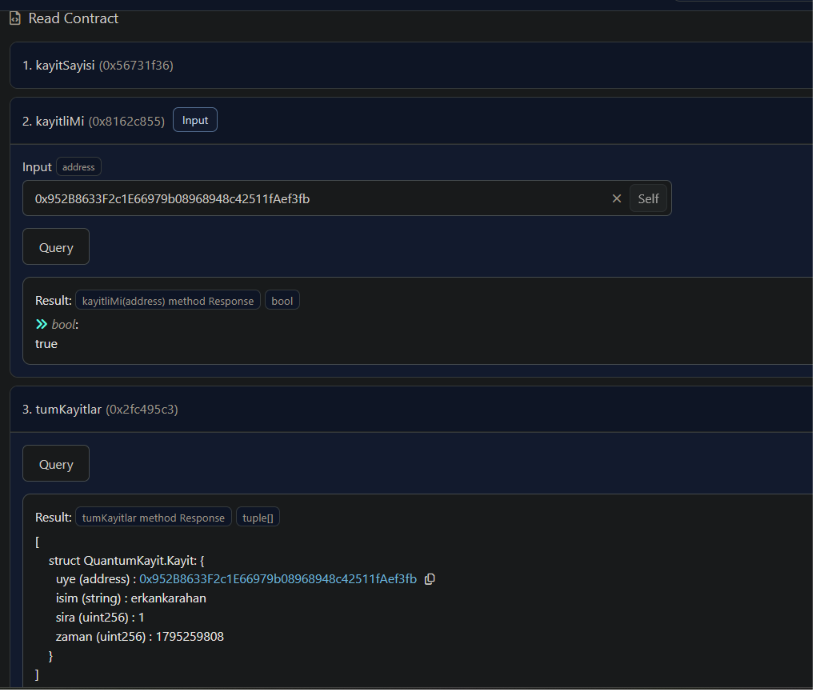 Read Contract
1. kayitSayisi (0x56731f36)
2. kayitliMi (0x8162c855) Input
Input address
0x952B8633F2c1E66979b08968948c42511fAef3fb Self
Query
Result: kayitliMi(address) method Response bool
bool:
true
3. tumKayitlar (0x2fc495c3)
Query
Result: tumKayitlar method Response tuple[]
[
struct QuantumKayit.Kayit: {
uye (address) : 0x952B8633F2c1E66979b08968948c42511fAef3fb
isim (string) : erkankarahan
sira (uint256) : 1
zaman (uint256) : 1795259808
}
]